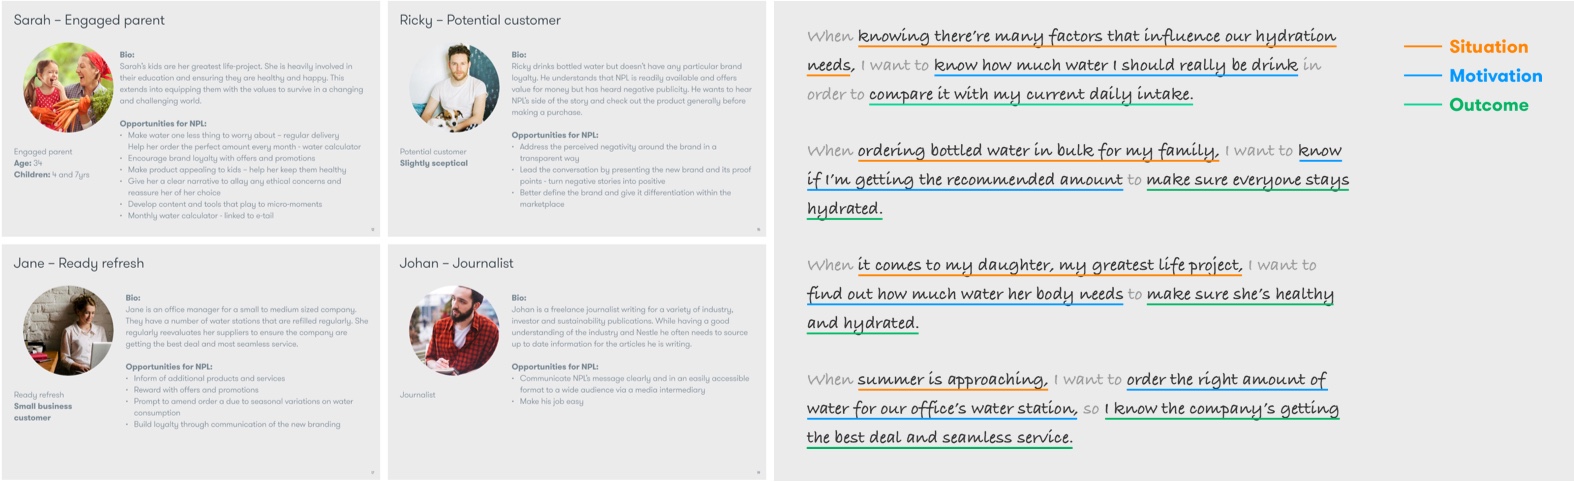 Sarah – Engaged parent
Bio:
Sarah's kids are her greatest life-project. She is heavily involved in
their education and ensuring they are healthy and happy. This
extends into equipping them with the values to survive in a changing
and challenging world.
Opportunities for NPL:
• Make water one less thing to worry about – regular delivery
Help her order the perfect amount every month - water calculator
• Encourage brand loyalty with offers and promotions
• Make product appealing to kids – help her keep them healthy
• Give her a clear narrative to allay any ethical concerns and
reassure her of her choice
• Develop content and tools that play to micro-moments
• Monthly water calculator - linked to e-tail
Engaged parent
Age: 34
Children: 4 and 7yrs
Ricky – Potential customer
Bio:
Ricky drinks bottled water but doesn't have any particular brand
loyalty. He understands that NPL is readily available and offers
value for money but has heard negative publicity. He wants to hear
NPL's side of the story and check out the product generally before
making a purchase.
Opportunities for NPL:
• Address the perceived negativity around the brand in a
transparent way
• Lead the conversation by presenting the new brand and its proof
points - turn negative stories into positive
• Better define the brand and give it differentiation within the
marketplace
Potential customer
Slightly sceptical
Jane – Ready refresh
Bio:
Jane is an office manager for a small to medium sized company.
They have a number of water stations that are refilled regularly. She
regularly reevaluates her suppliers to ensure the company are
getting the best deal and most seamless service.
Opportunities for NPL:
• Inform of additional products and services
• Reward with offers and promotions
• Prompt to amend order a due to seasonal variations on water
consumption
• Build loyalty through communication of the new branding
Ready refresh
Small business
customer
Johan – Journalist
Bio:
Johan is a freelance journalist writing for a variety of industry,
investor and sustainability publications. While having a good
understanding of the industry and Nestle he often needs to source
up to date information for the articles he is writing.
Opportunities for NPL:
• Communicate NPL's message clearly and in an easily accessible
format to a wide audience via a media intermediary
• Make his job easy
Journalist
When knowing there're many factors that influence our hydration
needs, I want to know how much water I should really be drink in
order to compare it with my current daily intake.
When ordering bottled water in bulk for my family, I want to know
if I'm getting the recommended amount to make sure everyone stays
hydrated.
When it comes to my daughter, my greatest life project, I want to
find out how much water her body needs to make sure she's healthy
and hydrated.
When summer is approaching, I want to order the right amount of
water for our office's water station, so I know the company's getting
the best deal and seamless service.
Situation
Motivation
Outcome